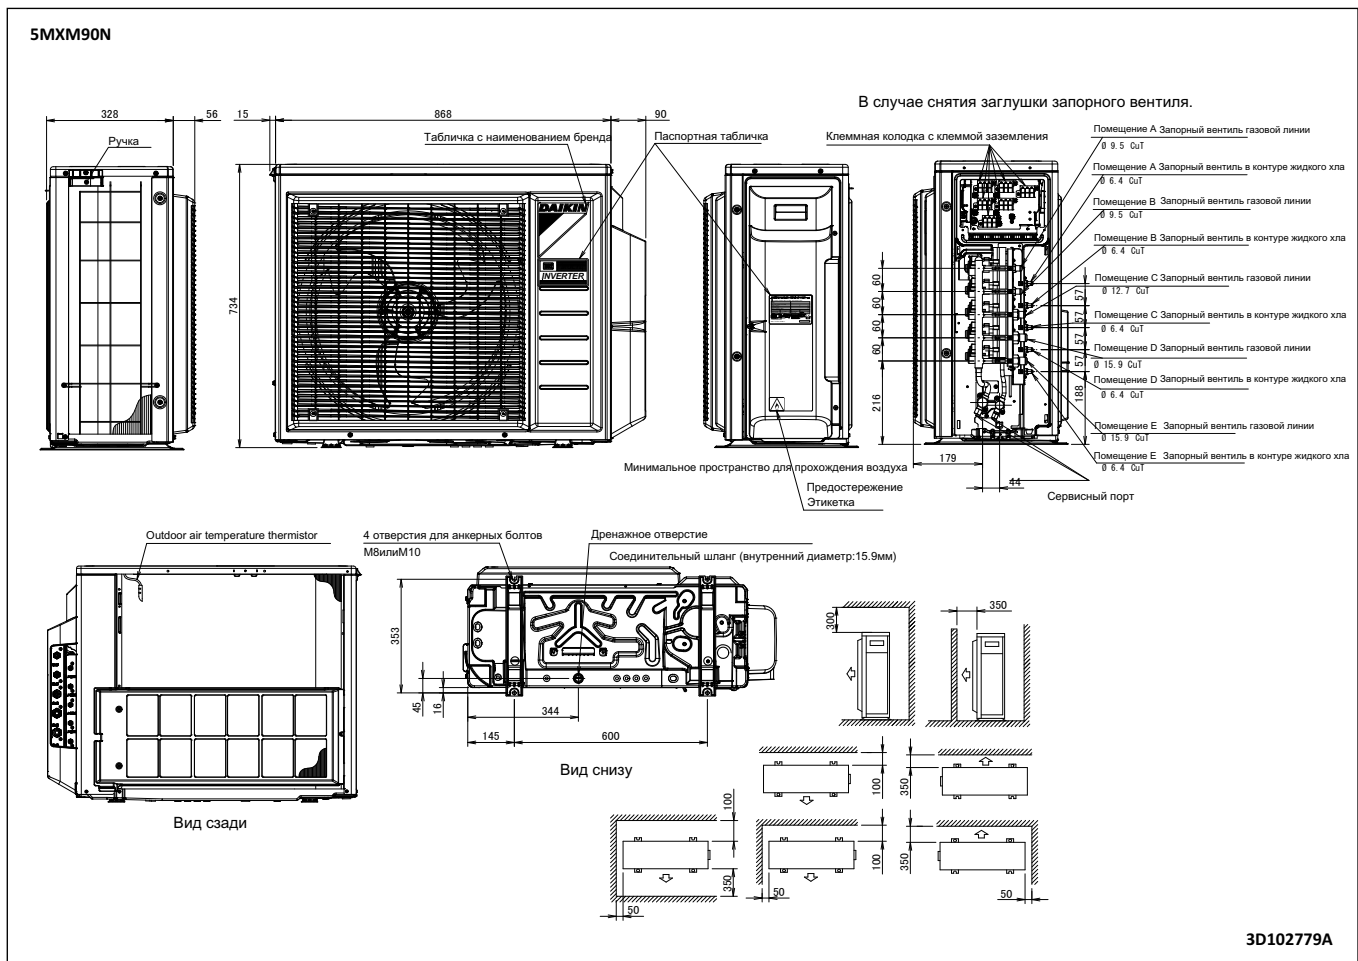 5MXM90N
В случае снятия заглушки запорного вентиля.
328
56
15
868
90
Ручка
Табличка с наименованием бренда
Паспортная табличка
Клеммная колодка с клеммой заземления
Помещение A Запорный вентиль газовой линии
Ø 9.5 CuT
Помещение A Запорный вентиль в контуре жидкого хла
Ø 6.4 CuT
Помещение B Запорный вентиль газовой линии
Ø 9.5 CuT
Помещение B Запорный вентиль в контуре жидкого хла
Ø 6.4 CuT
Помещение C Запорный вентиль газовой линии
Ø 12.7 CuT
Помещение C Запорный вентиль в контуре жидкого хла
Ø 6.4 CuT
Помещение D Запорный вентиль газовой линии
Ø 15.9 CuT
Помещение D Запорный вентиль в контуре жидкого хла
Ø 6.4 CuT
Помещение E Запорный вентиль газовой линии
Ø 15.9 CuT
Помещение E Запорный вентиль в контуре жидкого хла
Ø 6.4 CuT
DAIKIN
INVERTER
734
60
60
60
60
216
57
57
57
57
188
179
44
Минимальное пространство для прохождения воздуха
Предостережение
Этикетка
Сервисный порт
Outdoor air temperature thermistor
4 отверстия для анкерных болтов
M8илиM10
Дренажное отверстие
Соединительный шланг (внутренний диаметр:15.9мм)
353
45
16
344
145
600
Вид снизу
Вид сзади
300
350
100
350
100
350
50
100
50
350
50
3D102779A